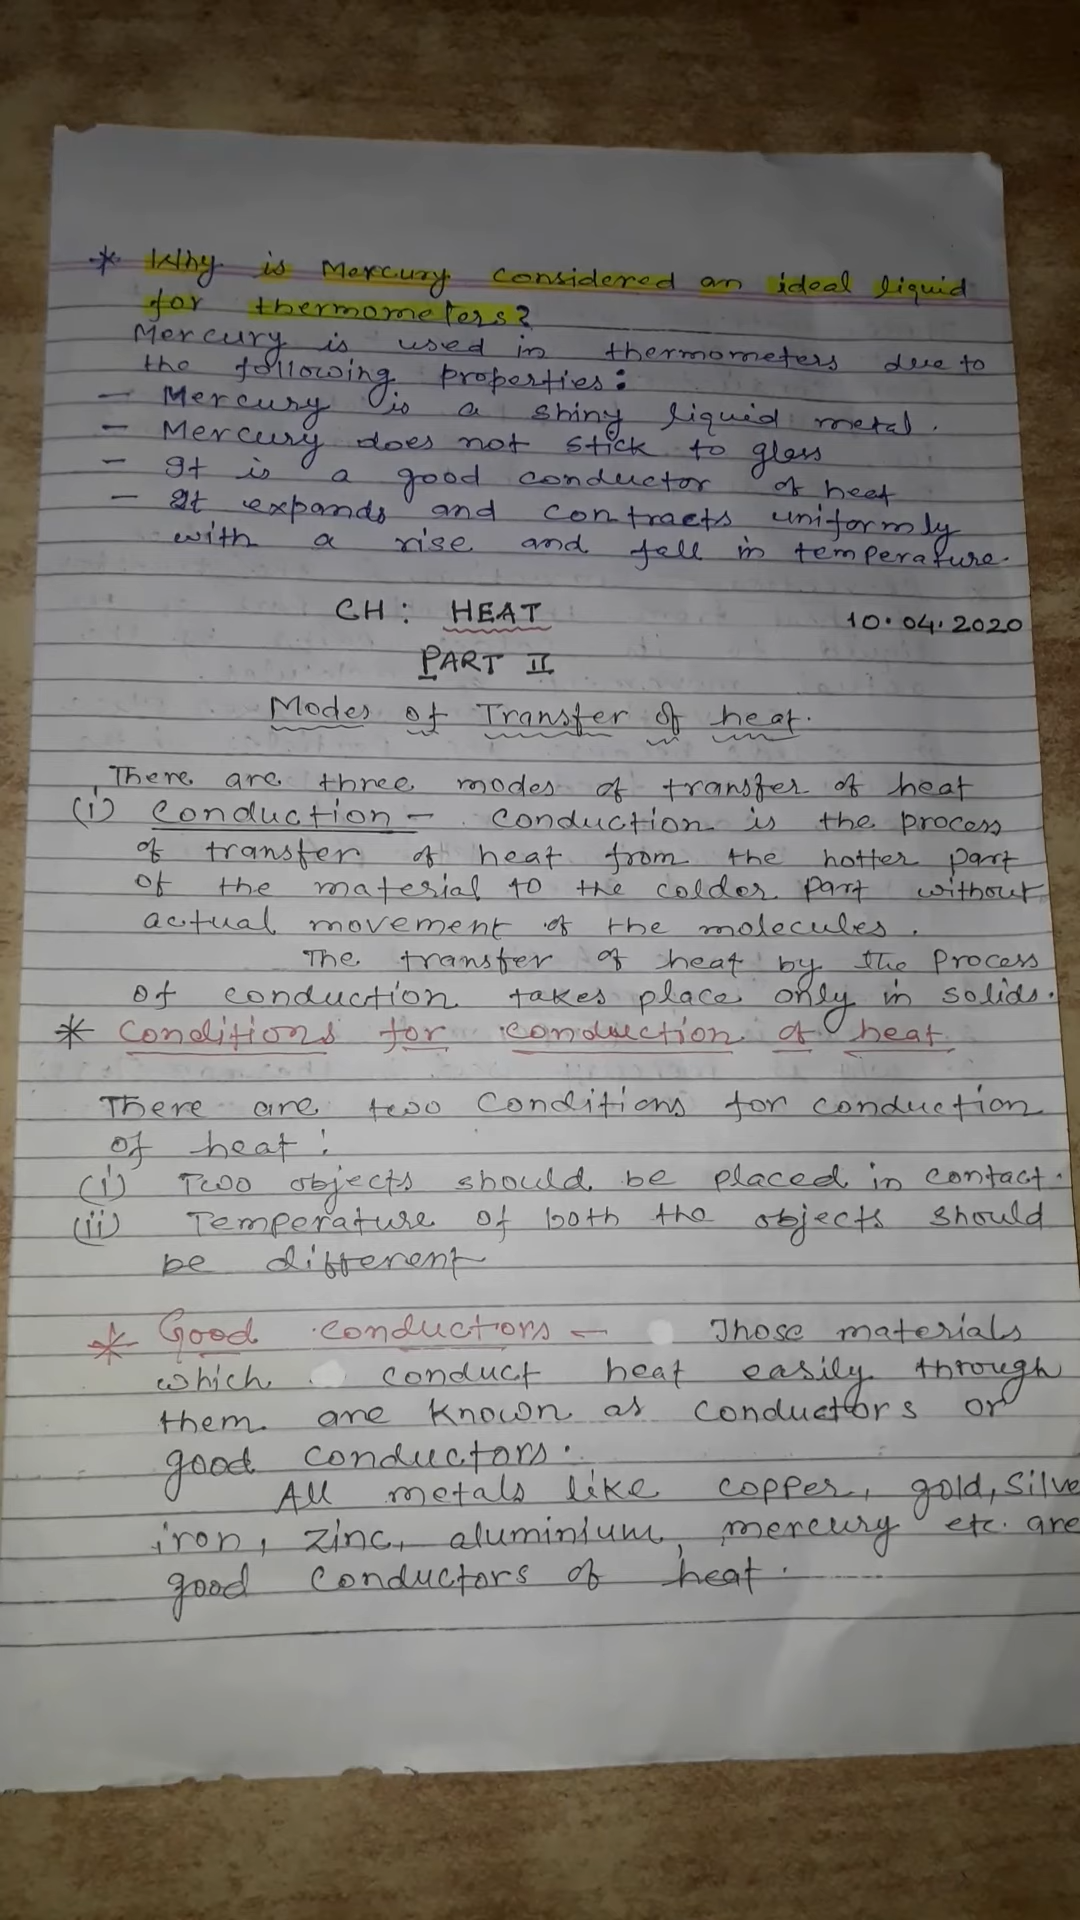 * Why is Mercury considered an ideal liquid
for thermometers?
Mercury is used in thermometers due to
the following properties:
- Mercury is a shiny liquid metal.
- Mercury does not stick to glass
- It is a good conductor of heat
- It expands and contracts uniformly
with a rise and fall in temperature.
CH: HEAT 10.04.2020
PART II
Modes of Transfer of heat.
There are three modes of transfer of heat
(i) Conduction - conduction is the process
of transfer of heat from the hotter part
of the material to the colder part without
actual movement of the molecules.
The transfer of heat by the process
of conduction takes place only in solids.
* Conditions for conduction of heat
There are two conditions for conduction
of heat:
(i) Two objects should be placed in contact.
(ii) Temperature of both the objects should
be different
* Good conductors - Those materials
which conduct heat easily through
them are known as conductors or
good conductors.
All metals like copper, gold, Silve
iron, zinc, aluminium, mercury etc. are
good conductors of heat.